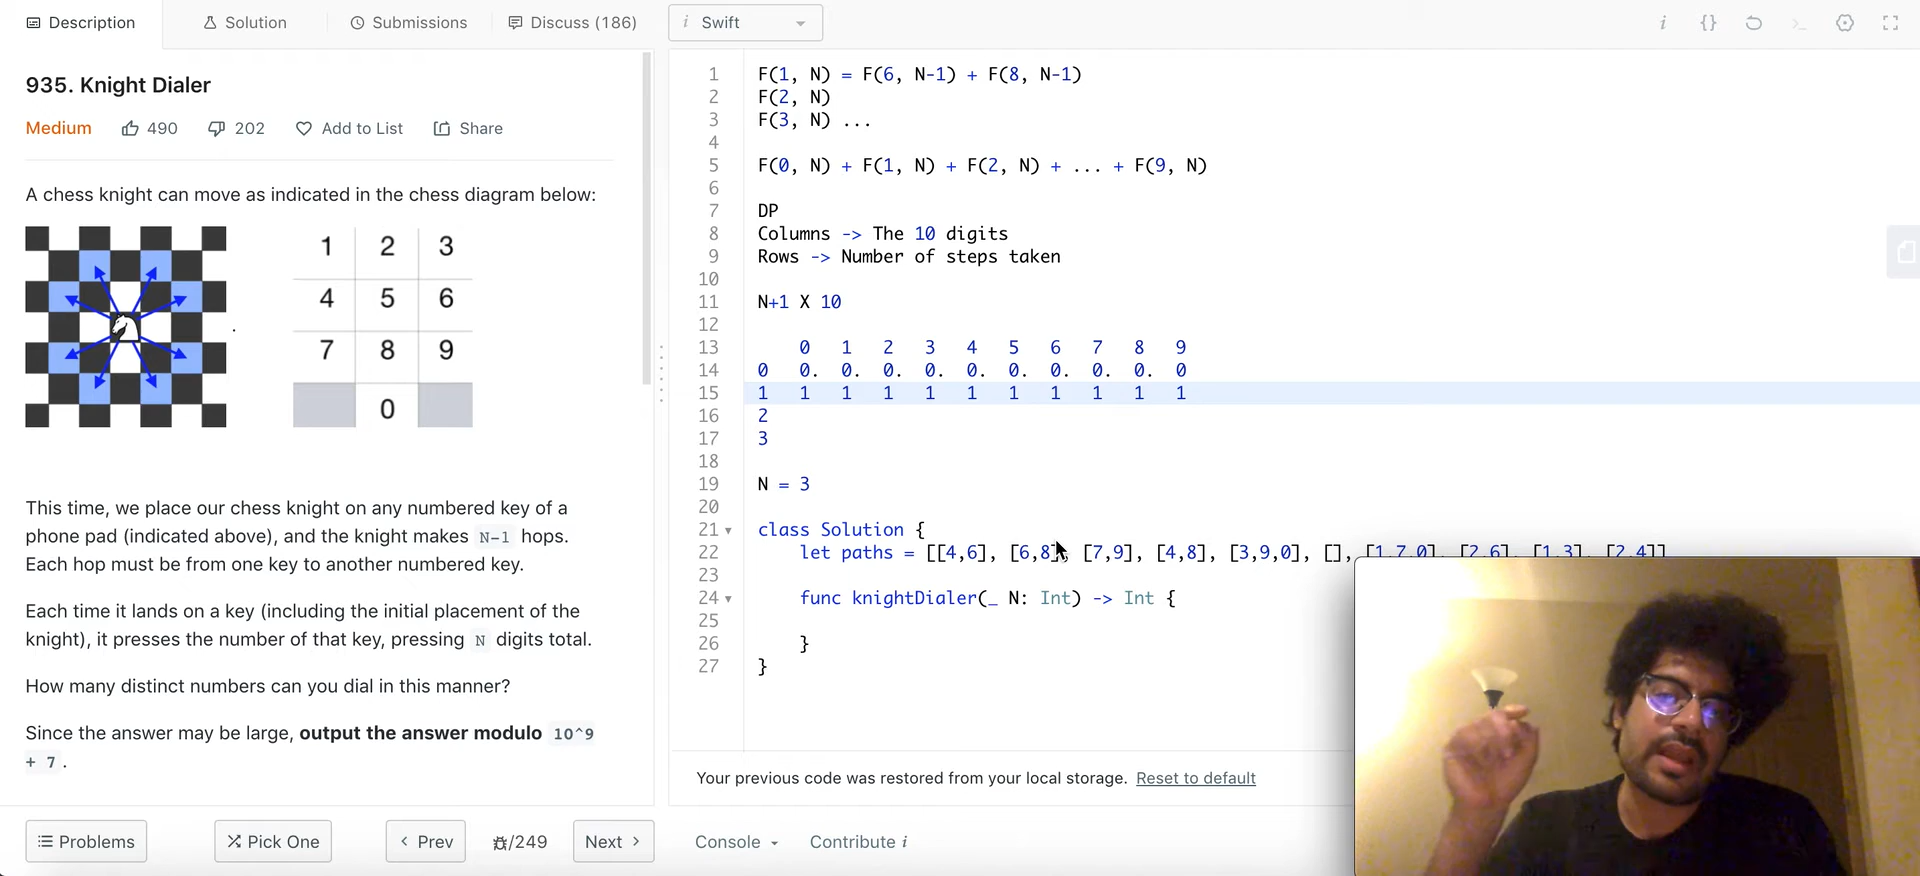 Description
Solution
Submissions
Discuss (186)
i Swift
i {} >_
935. Knight Dialer
Medium 490 202 Add to List Share
A chess knight can move as indicated in the chess diagram below:
1 2 3
4 5 6
7 8 9
0
.
This time, we place our chess knight on any numbered key of a
phone pad (indicated above), and the knight makes N-1 hops.
Each hop must be from one key to another numbered key.
Each time it lands on a key (including the initial placement of the
knight), it presses the number of that key, pressing N digits total.
How many distinct numbers can you dial in this manner?
Since the answer may be large, output the answer modulo 10^9
+ 7 .
1 F(1, N) = F(6, N-1) + F(8, N-1)
2 F(2, N)
3 F(3, N) ...
4
5 F(0, N) + F(1, N) + F(2, N) + ... + F(9, N)
6
7 DP
8 Columns -> The 10 digits
9 Rows -> Number of steps taken
10
11 N+1 X 10
12
13 0 1 2 3 4 5 6 7 8 9
14 0 0. 0. 0. 0. 0. 0. 0. 0. 0. 0
15 1 1 1 1 1 1 1 1 1 1 1
16 2
17 3
18
19 N = 3
20
21 class Solution {
22 let paths = [[4,6], [6,8], [7,9], [4,8], [3,9,0], [], [1,7,0], [2,6], [1,3], [2,4]]
23
24 func knightDialer(_ N: Int) -> Int {
25
26 }
27 }
Your previous code was restored from your local storage. Reset to default
Problems
Pick One
< Prev
/249
Next >
Console
Contribute i